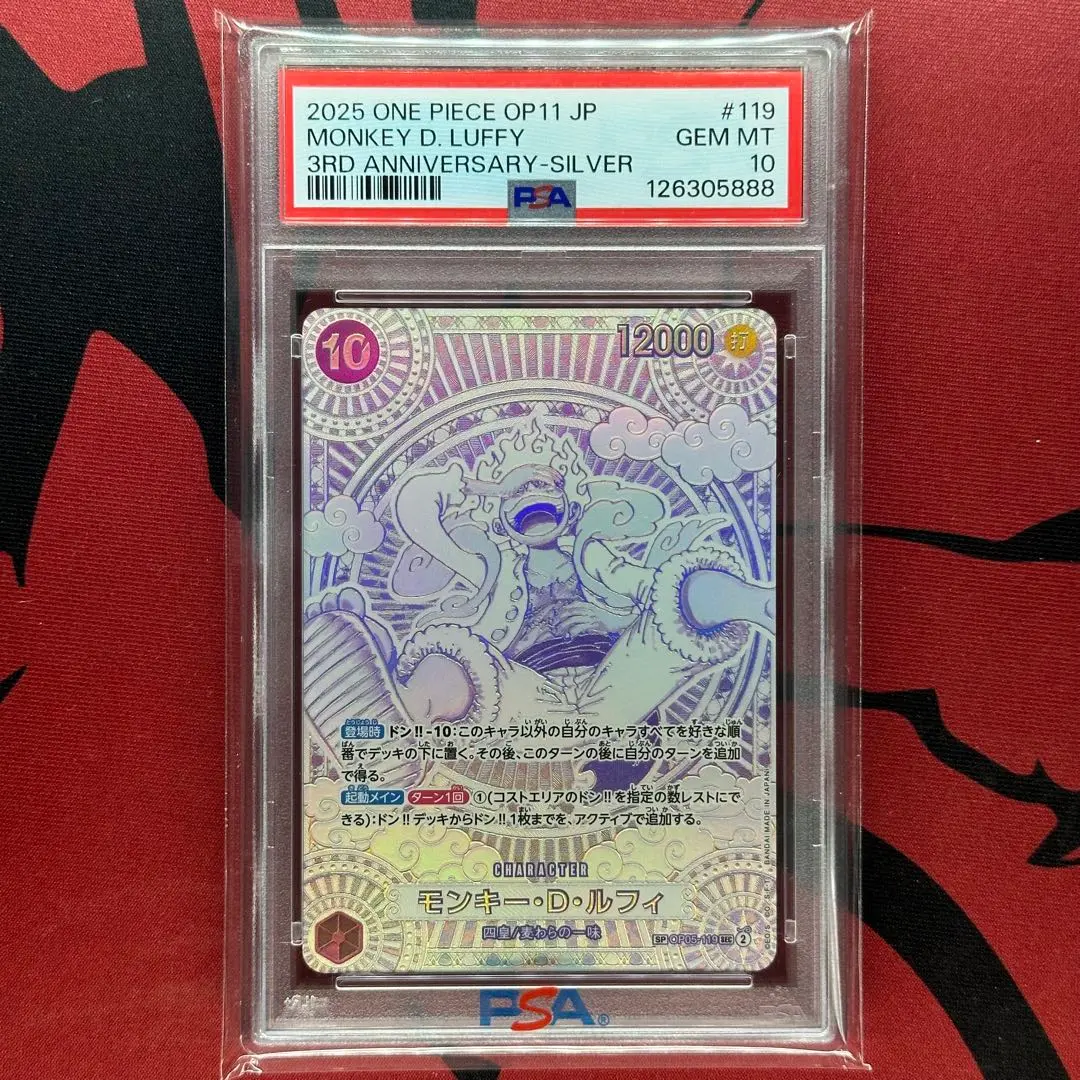 2025 ONE PIECE OP11 JP #119
MONKEY D. LUFFY GEM MT
3RD ANNIVERSARY-SILVER 10
PSA 126305888
10 12000 打
登場時 ドン!!-10:このキャラ以外の自分のキャラすべてを好きな順
番でデッキの下に置く。その後、このターンの後に自分のターンを追加
で得る。
起動メイン ターン1回 ①(コストエリアのドン!!を指定の数レストにで
きる):ドン!!デッキからドン!!1枚までを、アクティブで追加する。
CHARACTER
モンキー・D・ルフィ
四皇/麦わらの一味
SP OP05-119 SEC 2
BANDAI MADE IN JAPAN
PSA